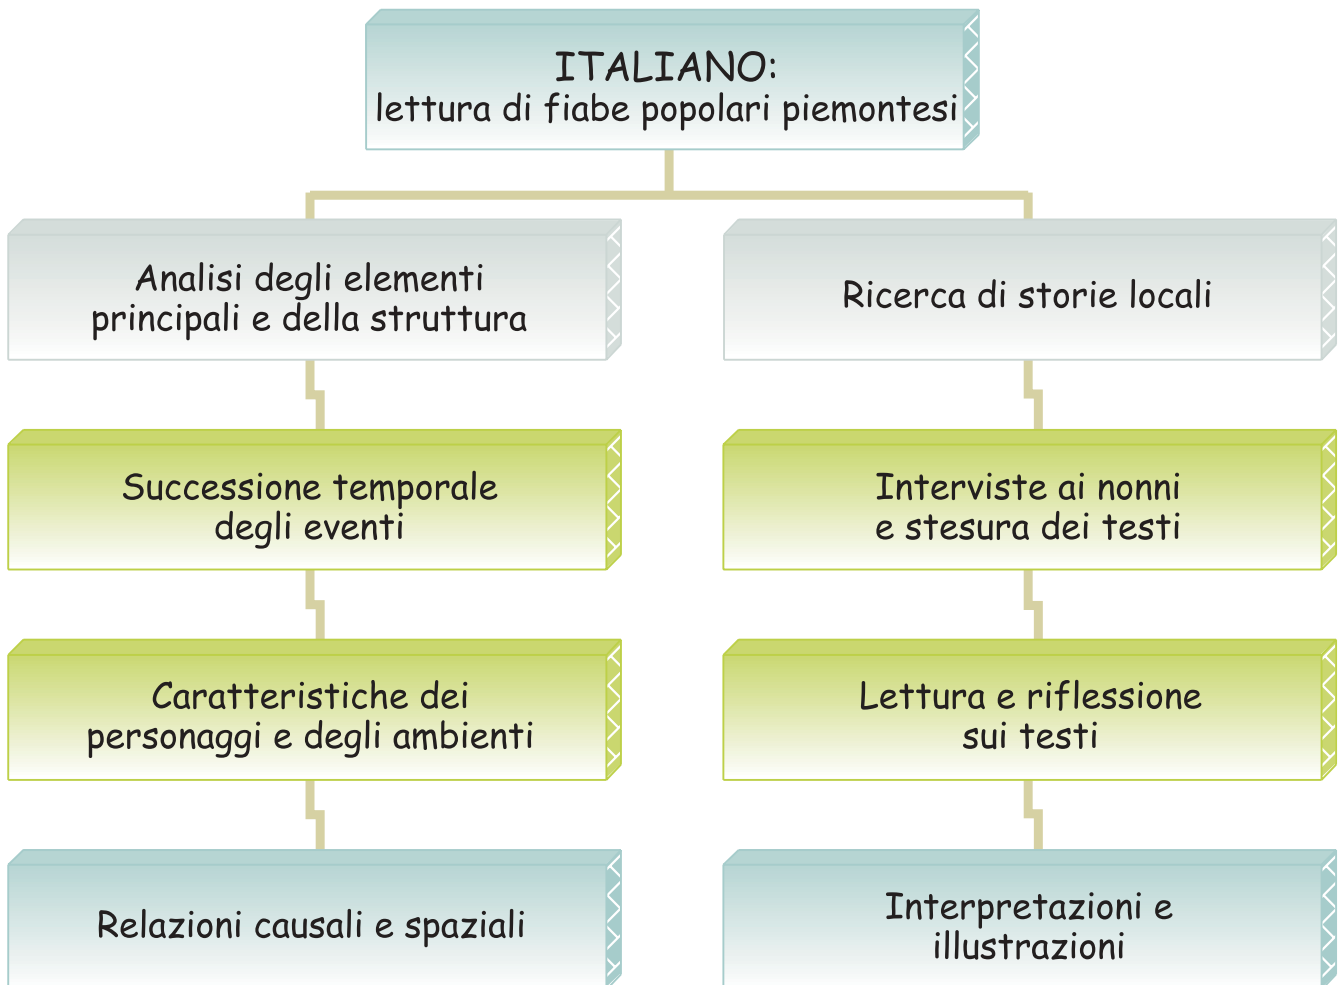 ITALIANO:
lettura di fiabe popolari piemontesi
Analisi degli elementi
principali e della struttura
Ricerca di storie locali
Successione temporale
degli eventi
Interviste ai nonni
e stesura dei testi
Caratteristiche dei
personaggi e degli ambienti
Lettura e riflessione
sui testi
Relazioni causali e spaziali
Interpretazioni e
illustrazioni